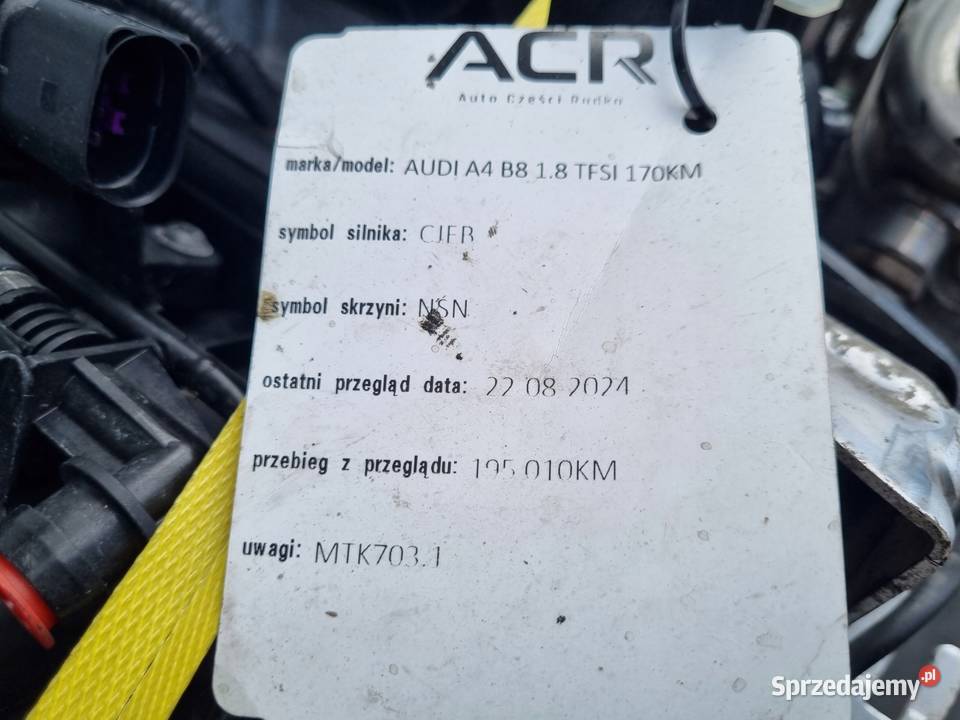 ACR
Auto Części Rudka
marka/model: AUDI A4 B8 1.8 TFSI 170KM
symbol silnika: CJEB
symbol skrzyni: NSN
ostatni przegląd data: 22 08 2024
przebieg z przeglądu: 195 010KM
uwagi: MTK703.1
Sprzedajemy.pl